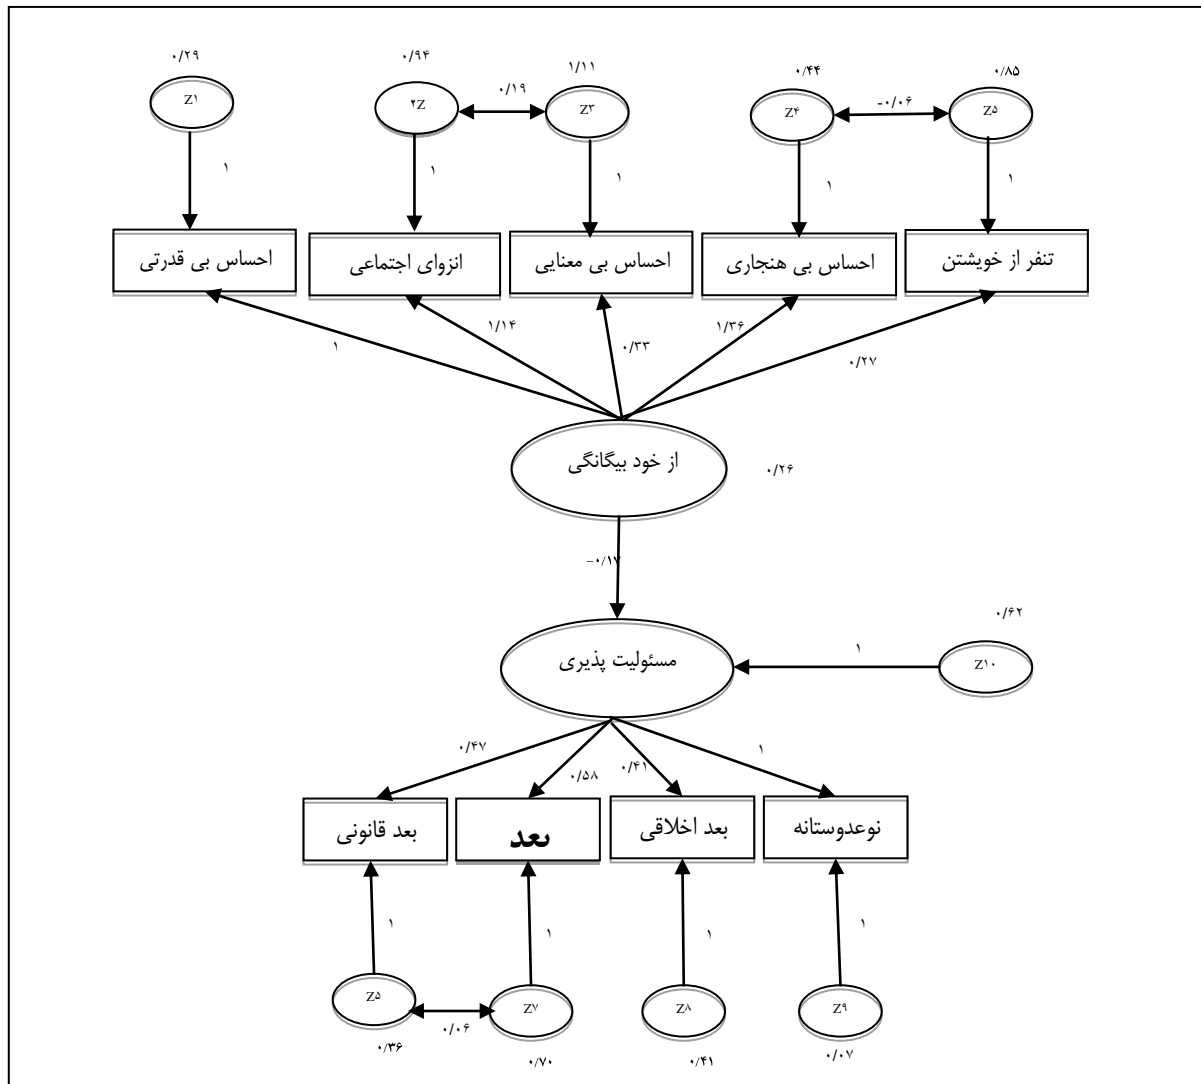 ۰/۲۹
۰/۹۴
۱/۱۱
۰/۴۴
۰/۸۵
Z۱
۲Z
۰/۱۹
Z۳
Z۴
-۰/۰۶
Z۵
۱
۱
۱
۱
۱
احساس بی قدرتی
انزوای اجتماعی
احساس بی معنایی
احساس بی هنجاری
تنفر از خویشتن
۱
۱/۱۴
۰/۳۳
۱/۳۶
۰/۲۷
از خود بیگانگی
۰/۲۶
-۰/۱۷
مسئولیت پذیری
۱
۰/۶۲
Z۱۰
۰/۴۷
۰/۵۸
۰/۴۱
۱
بعد قانونی
بعد
بعد اخلاقی
نوعدوستانه
۱
۱
۱
۱
Z۵
۰/۰۶
Z۷
Z۸
Z۹
۰/۳۶
۰/۷۰
۰/۴۱
۰/۰۷